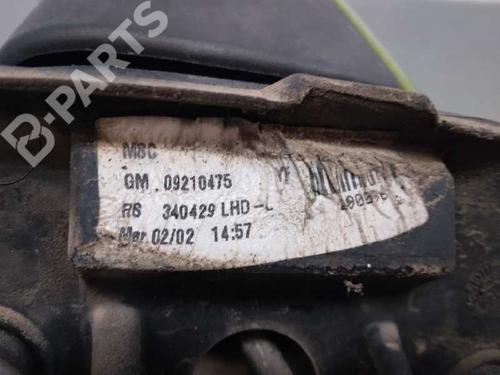 B-PARTS
MBC
GM 09210475
RS 340429 LHD-L
Mar 02/02 14:57